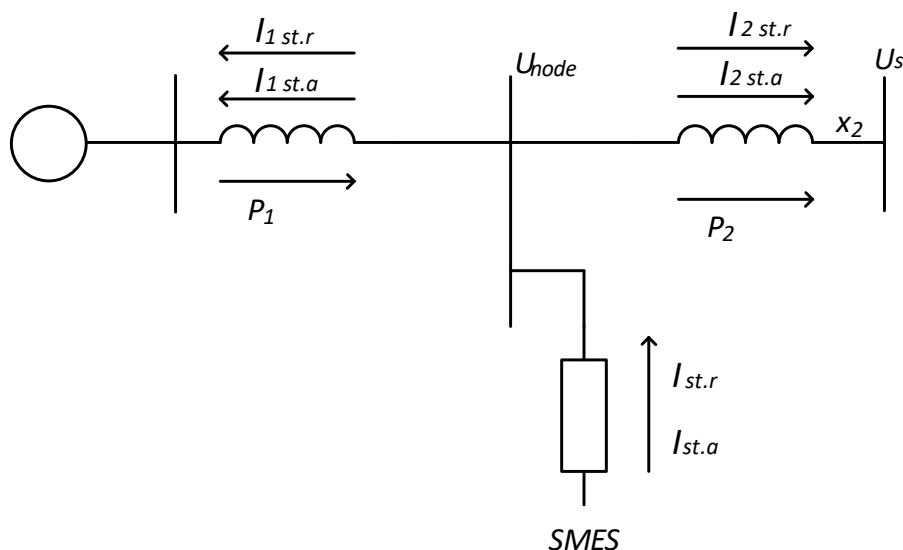 I1 st.r
I1 st.a
P1
Unode
I2 st.r
I2 st.a
x2
Us
P2
Ist.r
Ist.a
SMES